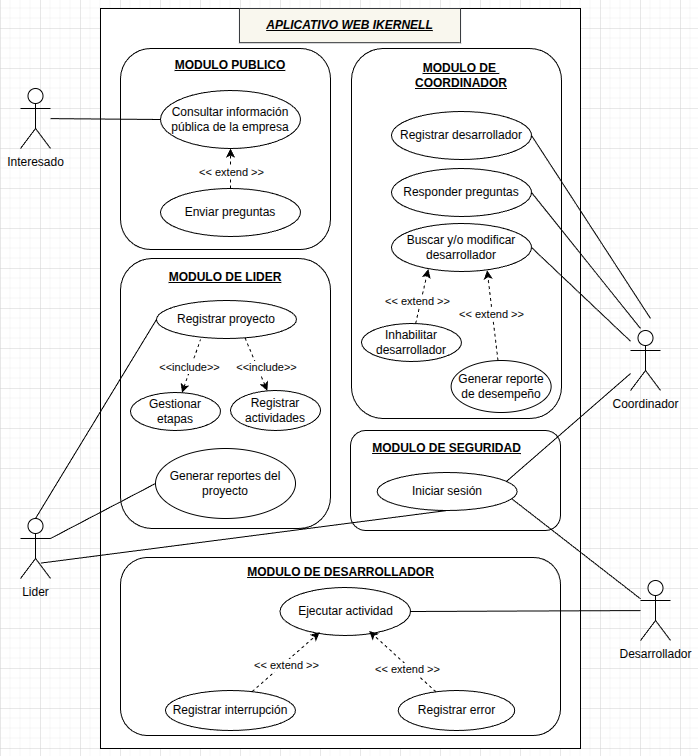 APLICATIVO WEB IKERNELL
MODULO PUBLICO
Consultar información
pública de la empresa
<< extend >>
Enviar preguntas
Interesado
MODULO DE
COORDINADOR
Registrar desarrollador
Responder preguntas
Buscar y/o modificar
desarrollador
<< extend >>
<< extend >>
Inhabilitar
desarrollador
Generar reporte
de desempeño
Coordinador
MODULO DE LIDER
Registrar proyecto
<<include>>
<<include>>
Gestionar
etapas
Registrar
actividades
Generar reportes del
proyecto
Lider
MODULO DE SEGURIDAD
Iniciar sesión
MODULO DE DESARROLLADOR
Ejecutar actividad
<< extend >>
<< extend >>
Registrar interrupción
Registrar error
Desarrollador